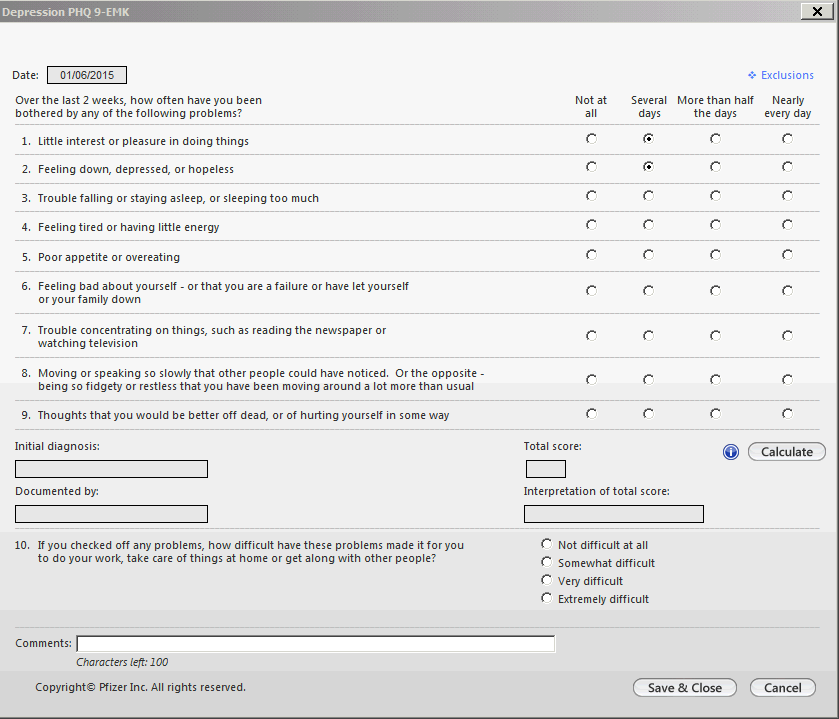 Depression PHQ 9-EMK
Date: 01/06/2015
Exclusions
Over the last 2 weeks, how often have you been
bothered by any of the following problems?
Not at
all
Several
days
More than half
the days
Nearly
every day
1. Little interest or pleasure in doing things
2. Feeling down, depressed, or hopeless
3. Trouble falling or staying asleep, or sleeping too much
4. Feeling tired or having little energy
5. Poor appetite or overeating
6. Feeling bad about yourself - or that you are a failure or have let yourself
or your family down
7. Trouble concentrating on things, such as reading the newspaper or
watching television
8. Moving or speaking so slowly that other people could have noticed. Or the opposite -
being so fidgety or restless that you have been moving around a lot more than usual
9. Thoughts that you would be better off dead, or of hurting yourself in some way
Initial diagnosis:
Total score:
Calculate
Documented by:
Interpretation of total score:
10. If you checked off any problems, how difficult have these problems made it for you
to do your work, take care of things at home or get along with other people?
Not difficult at all
Somewhat difficult
Very difficult
Extremely difficult
Comments:
Characters left: 100
Copyright© Pfizer Inc. All rights reserved.
Save & Close
Cancel